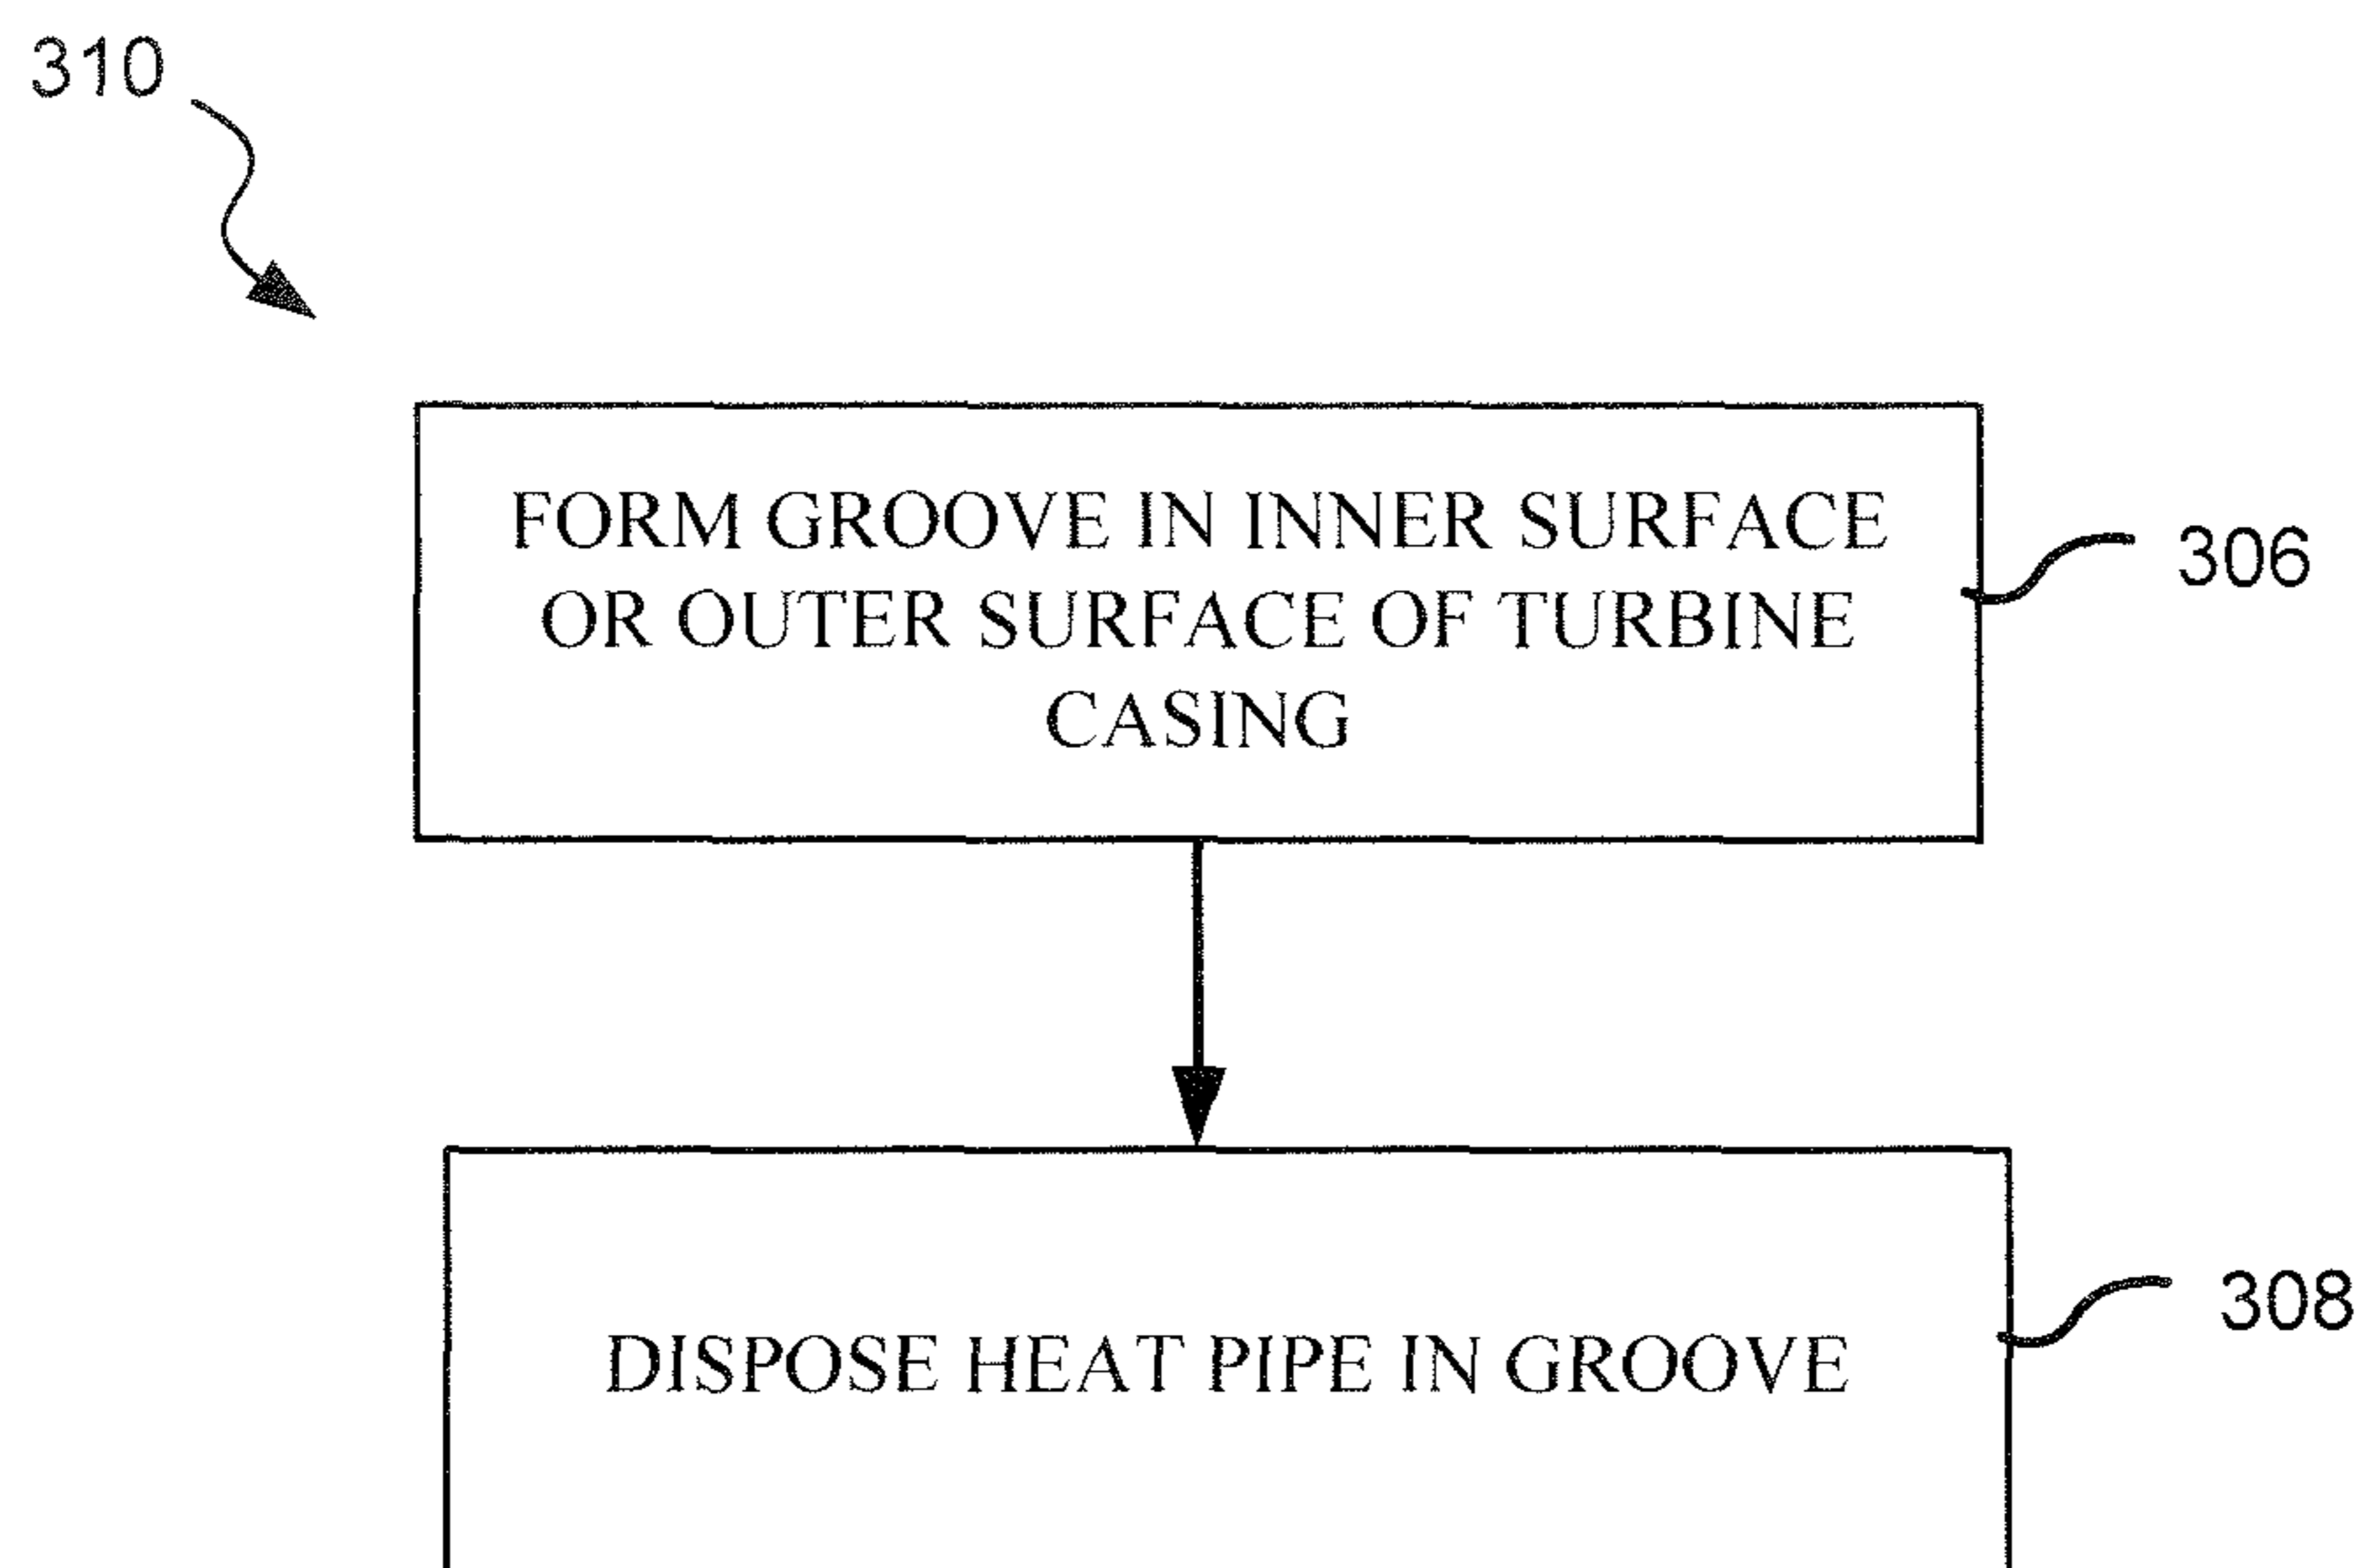 310
FORM GROOVE IN INNER SURFACE
OR OUTER SURFACE OF TURBINE
CASING
306
DISPOSE HEAT PIPE IN GROOVE
308